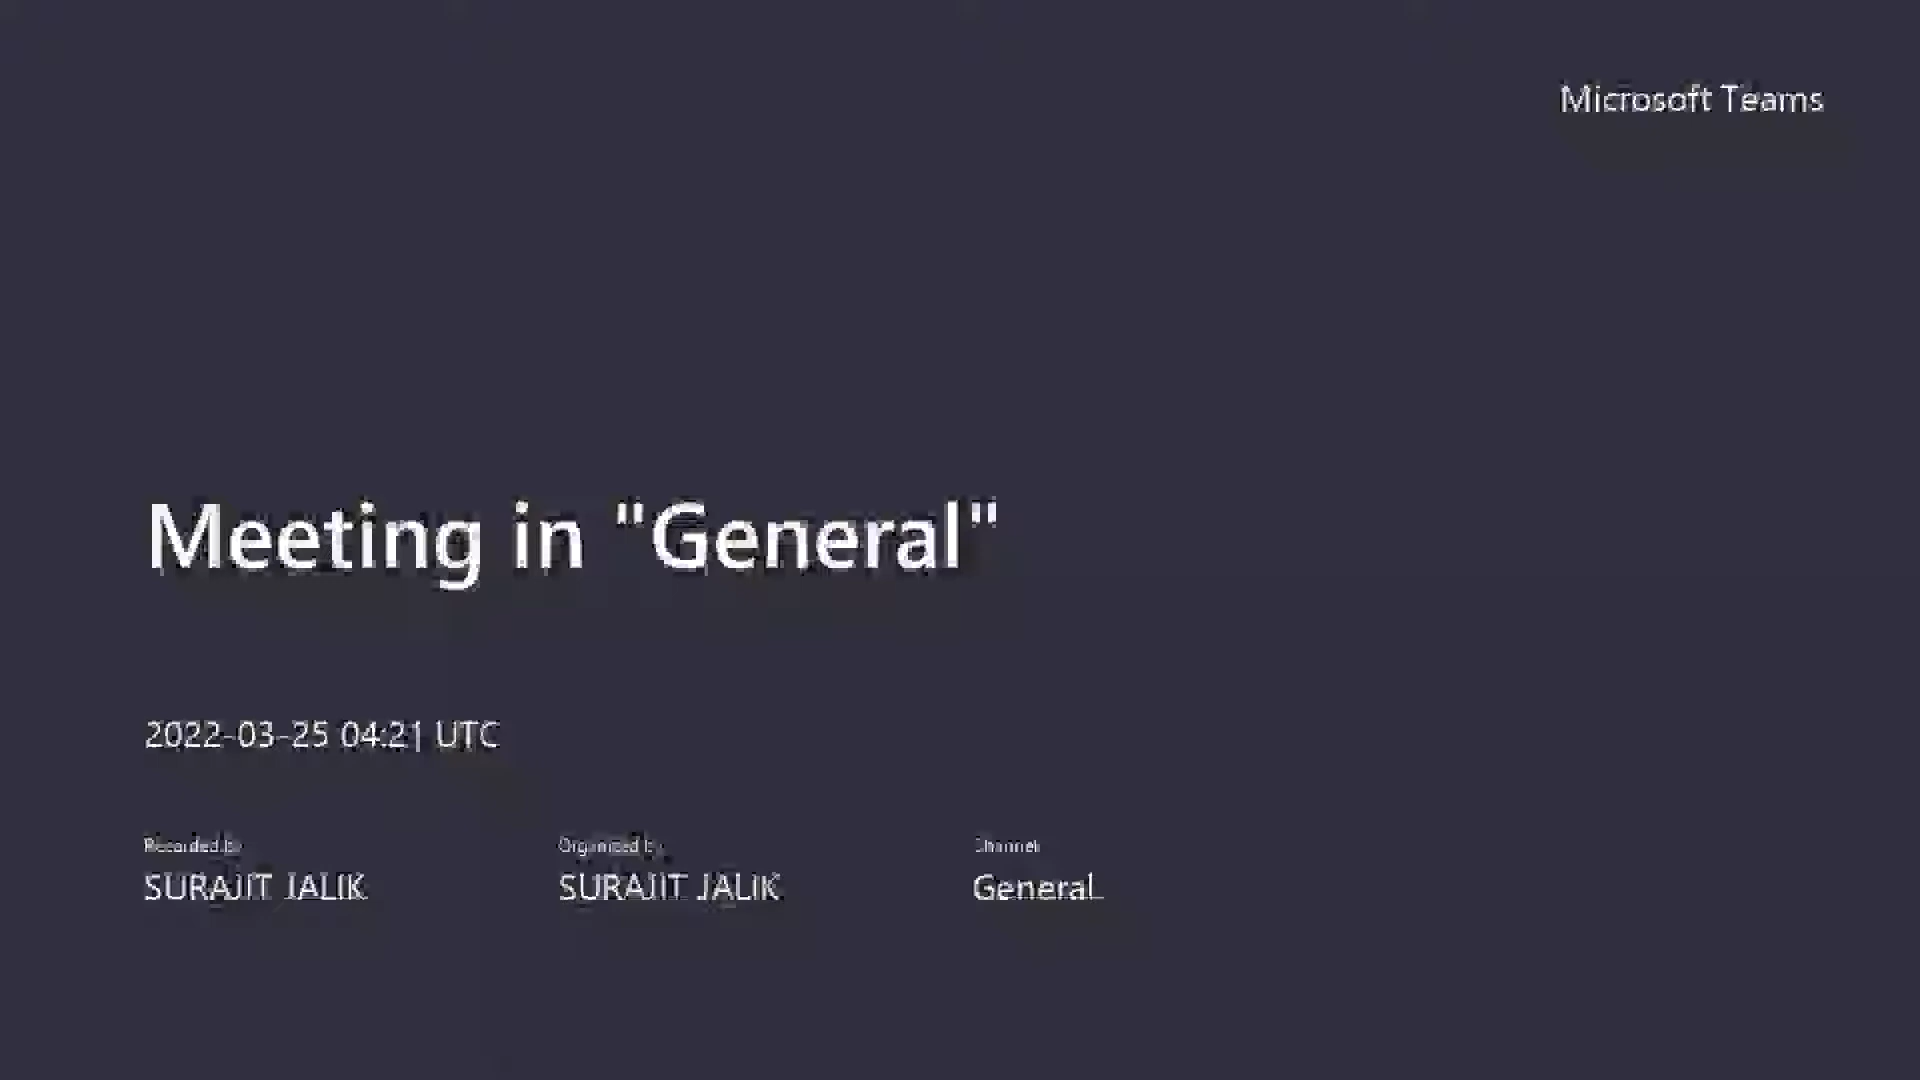 Microsoft Teams
Meeting in "General"
2022-03-25 04:21 UTC
Recorded by
SURAJIT JALIK
Organized by
SURAJIT JALIK
Channel
General